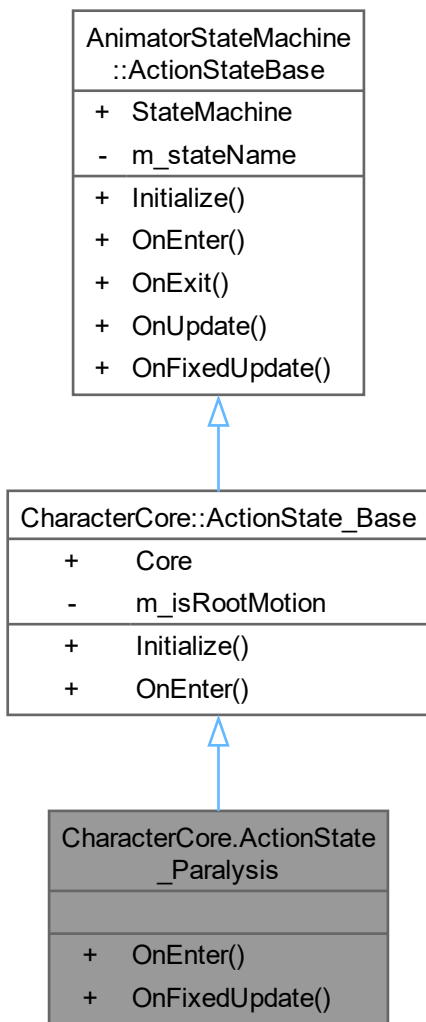 AnimatorStateMachine
::ActionStateBase
+ StateMachine
- m_stateName
+ Initialize()
+ OnEnter()
+ OnExit()
+ OnUpdate()
+ OnFixedUpdate()
CharacterCore::ActionState_Base
+ Core
- m_isRootMotion
+ Initialize()
+ OnEnter()
CharacterCore.ActionState
_Paralysis
+ OnEnter()
+ OnFixedUpdate()